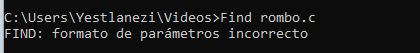 C:\Users\Yestlanezi\Videos>Find rombo.c
FIND: formato de parámetros incorrecto